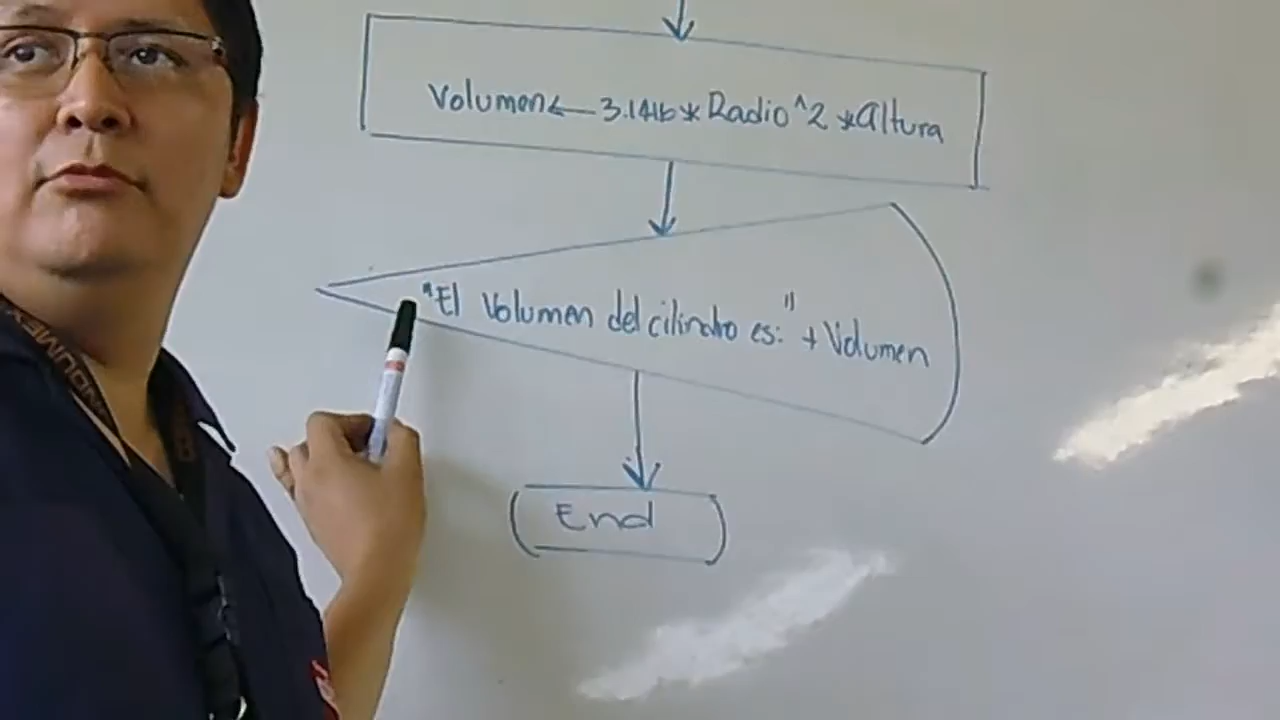 Volumen ← 3.1416 * Radio^2 * Altura
"El Volumen del cilindro es:" + Volumen
End